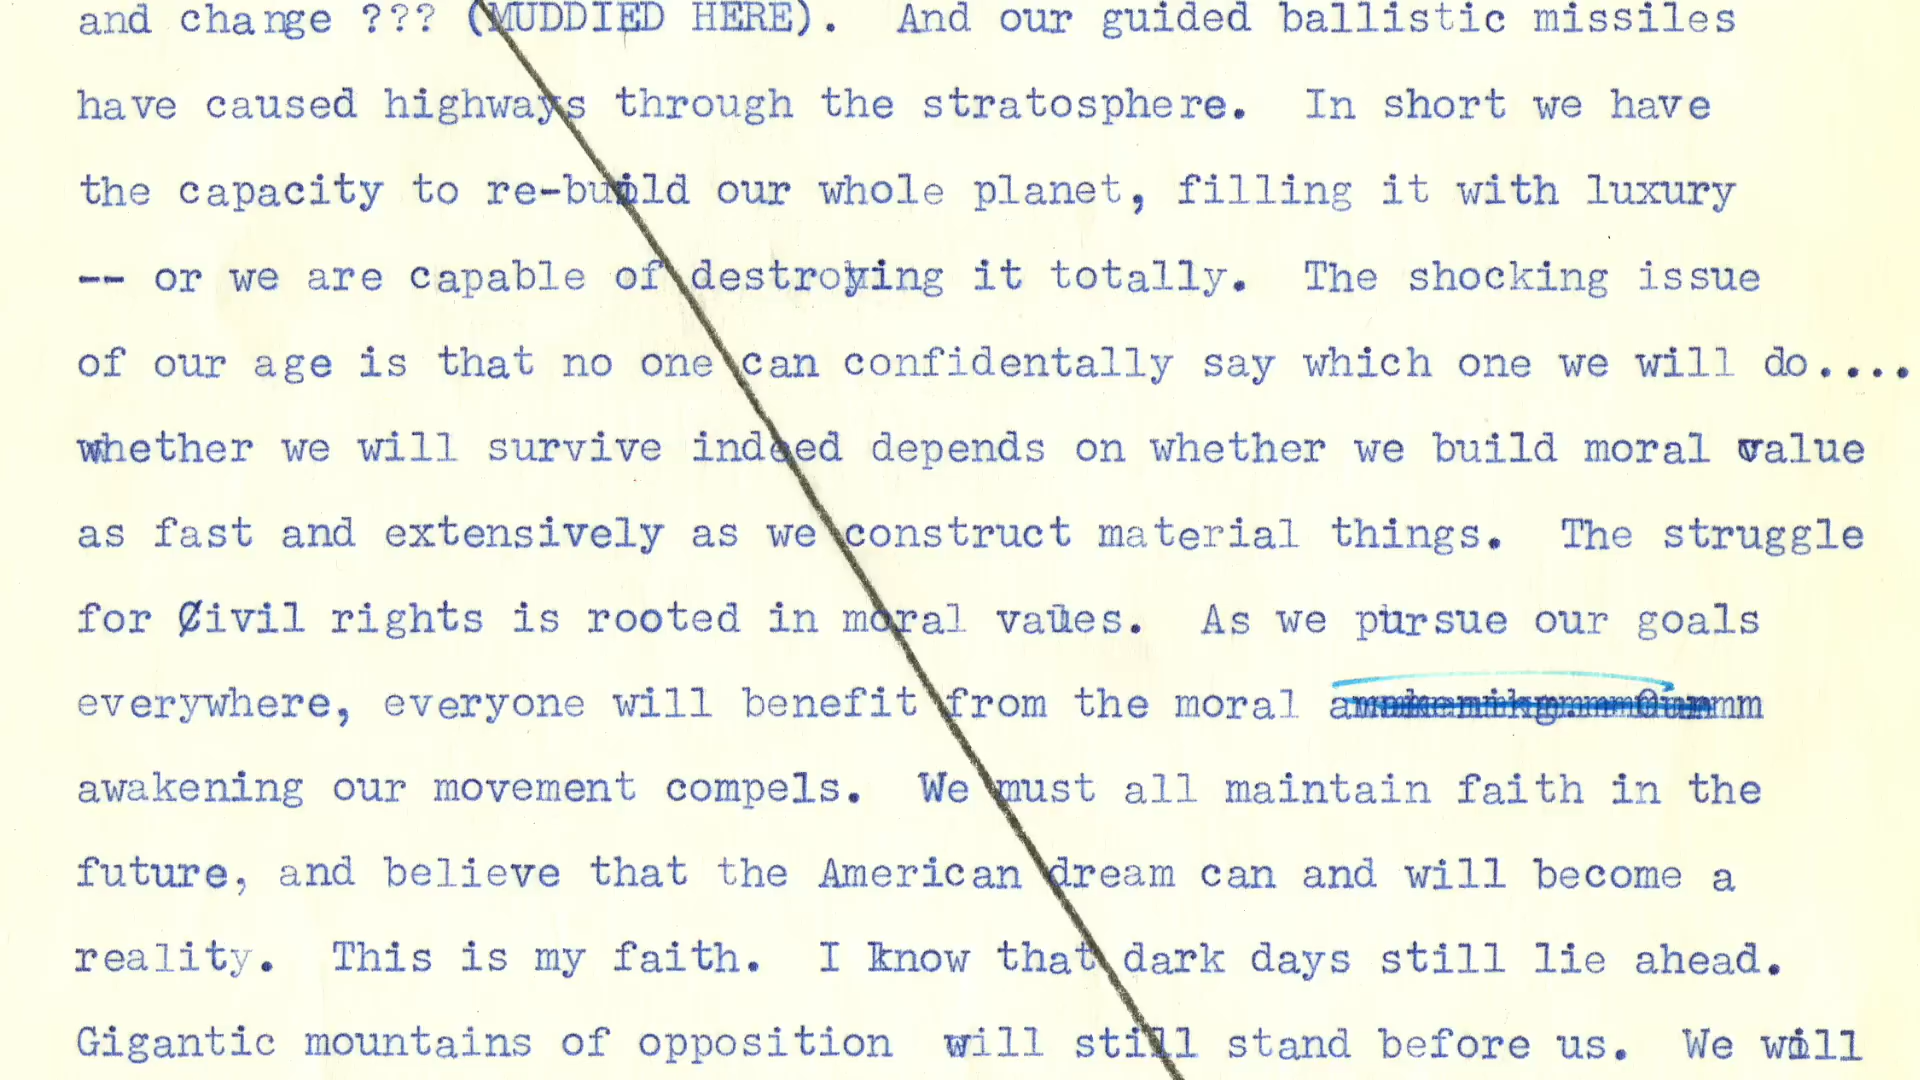 and change ??? (MUDDIED HERE).  And our guided ballistic missiles
have caused highways through the stratosphere.  In short we have
the capacity to re-build our whole planet, filling it with luxury
-- or we are capable of destroying it totally.  The shocking issue
of our age is that no one can confidentally say which one we will do....
whether we will survive indeed depends on whether we build moral value
as fast and extensively as we construct material things.  The struggle
for Civil rights is rooted in moral values.  As we pursue our goals
everywhere, everyone will benefit from the moral
awakening our movement compels.  We must all maintain faith in the
future, and believe that the American dream can and will become a
reality.  This is my faith.  I know that dark days still lie ahead.
Gigantic mountains of opposition  will still stand before us.  We will